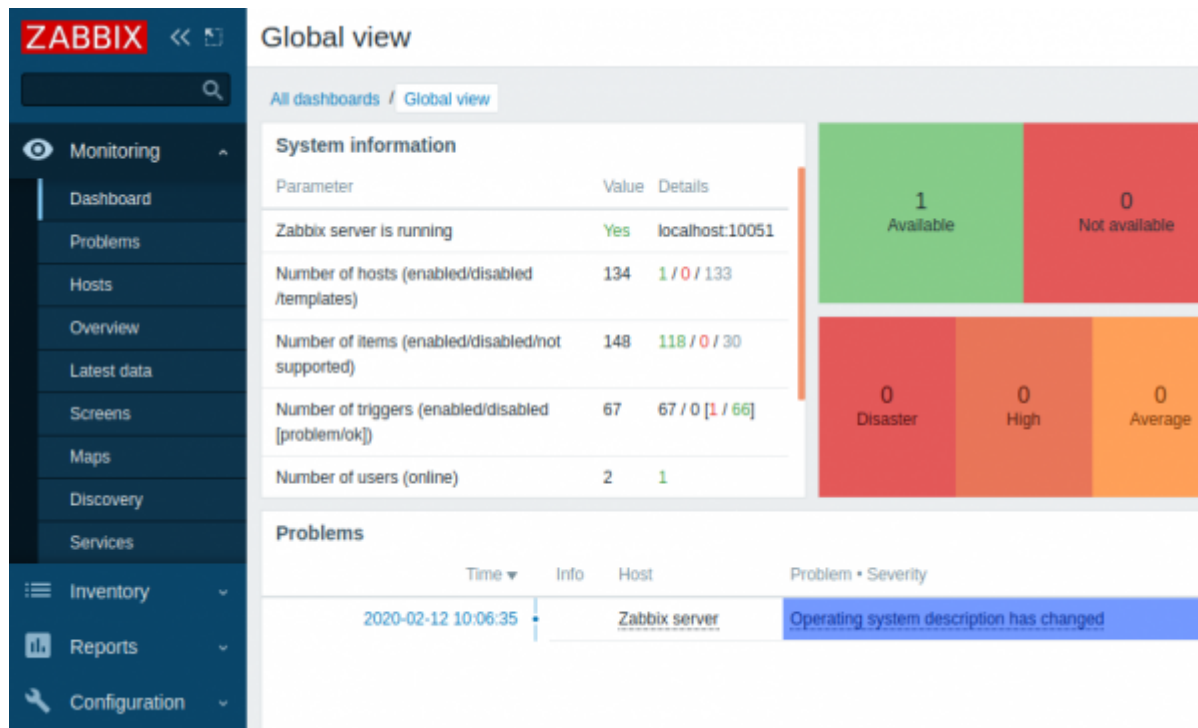 ZABBIX
Global view
All dashboards / Global view
Monitoring
Dashboard
Problems
Hosts
Overview
Latest data
Screens
Maps
Discovery
Services
Inventory
Reports
Configuration
System information
Parameter Value Details
Zabbix server is running Yes localhost:10051
Number of hosts (enabled/disabled 134 1 / 0 / 133
/templates)
Number of items (enabled/disabled/not 148 118 / 0 / 30
supported)
Number of triggers (enabled/disabled 67 67 / 0 [1 / 66]
[problem/ok])
Number of users (online) 2 1
1
Available
0
Not available
0
Disaster
0
High
0
Average
Problems
Time Info Host Problem • Severity
2020-02-12 10:06:35 Zabbix server Operating system description has changed